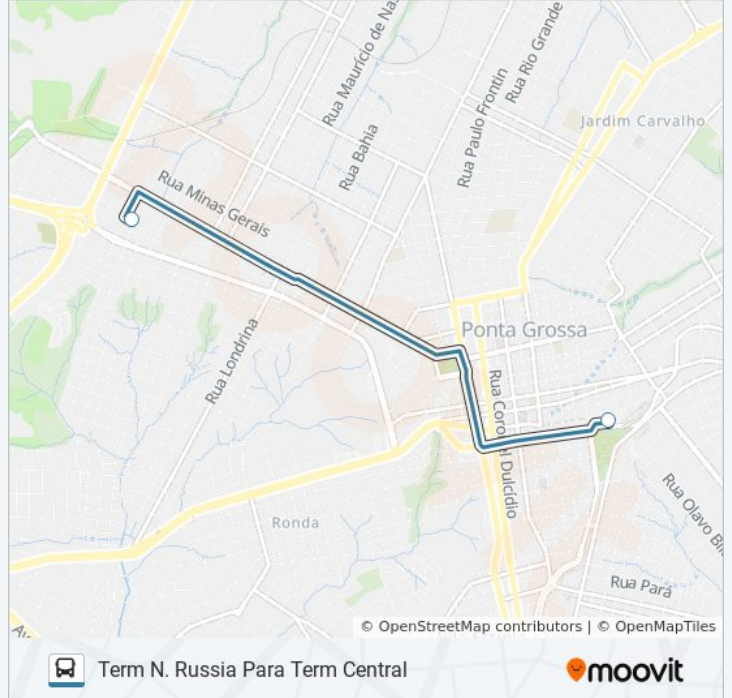 Rua Maurício de Na
Rua Rio Grande
Rua Paulo Frontin
Jardim Carvalho
Rua Bahia
Rua Minas Gerais
Ponta Grossa
Rua Londrina
Rua Coronel Dulcídio
Rua Olavo Bi
Ronda
Rua Pará
Av
© OpenStreetMap contributors | © OpenMapTiles
Term N. Russia Para Term Central
moovit